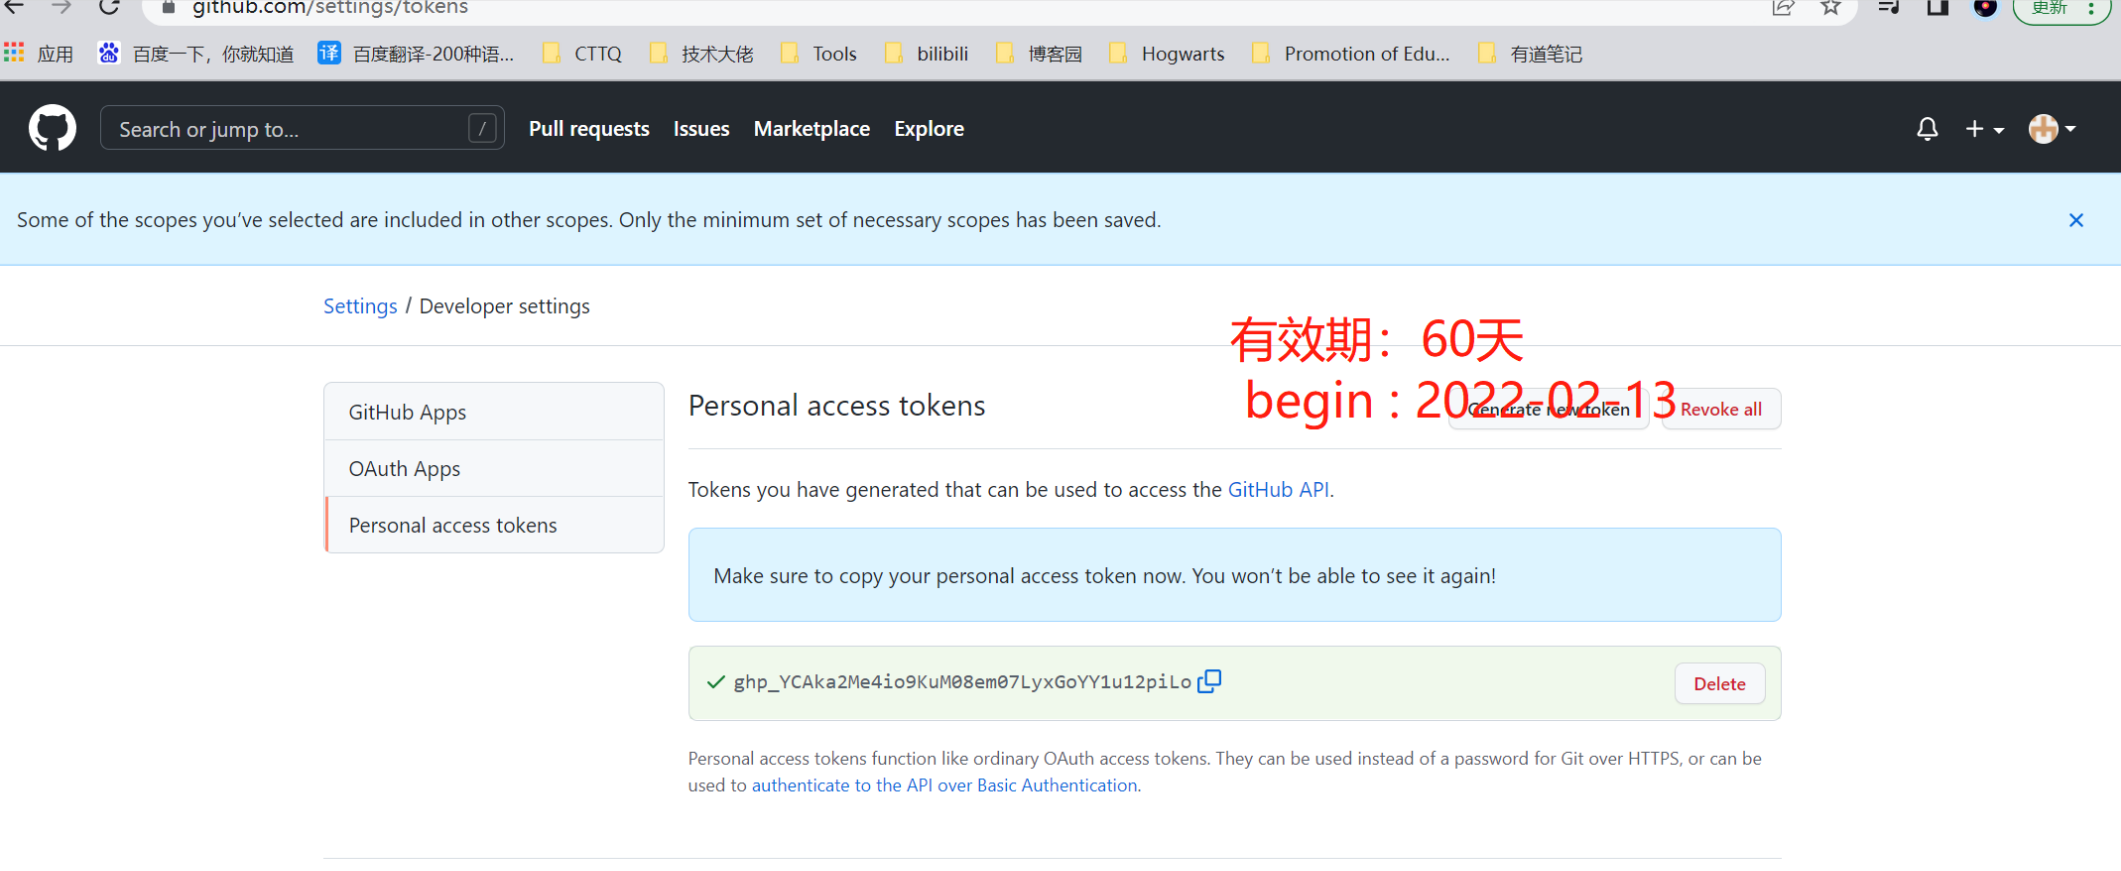 github.com/settings/tokens
更新
应用 百度一下，你就知道 译 百度翻译-200种语... CTTQ 技术大佬 Tools bilibili 博客园 Hogwarts Promotion of Edu... 有道笔记
Search or jump to... / Pull requests Issues Marketplace Explore
Some of the scopes you’ve selected are included in other scopes. Only the minimum set of necessary scopes has been saved.
Settings / Developer settings
有效期：60天
begin : 2022-02-13
GitHub Apps
OAuth Apps
Personal access tokens
Personal access tokens
Generate new token Revoke all
Tokens you have generated that can be used to access the GitHub API.
Make sure to copy your personal access token now. You won’t be able to see it again!
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 Delete
Personal access tokens function like ordinary OAuth access tokens. They can be used instead of a password for Git over HTTPS, or can be
used to authenticate to the API over Basic Authentication.